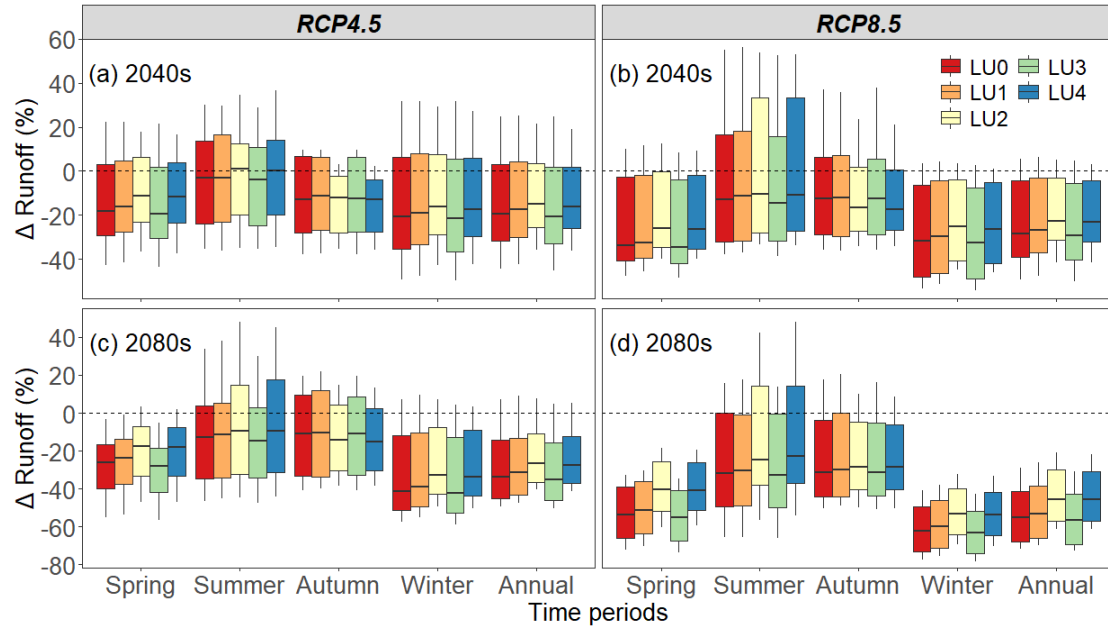 RCP4.5 RCP8.5
60
40
20
0
-20
-40
Δ Runoff (%)
(a) 2040s
(b) 2040s
LU0 LU3
LU1 LU4
LU2
40
20
0
-20
-40
-60
-80
Δ Runoff (%)
(c) 2080s
(d) 2080s
Spring Summer Autumn Winter Annual Spring Summer Autumn Winter Annual
Time periods